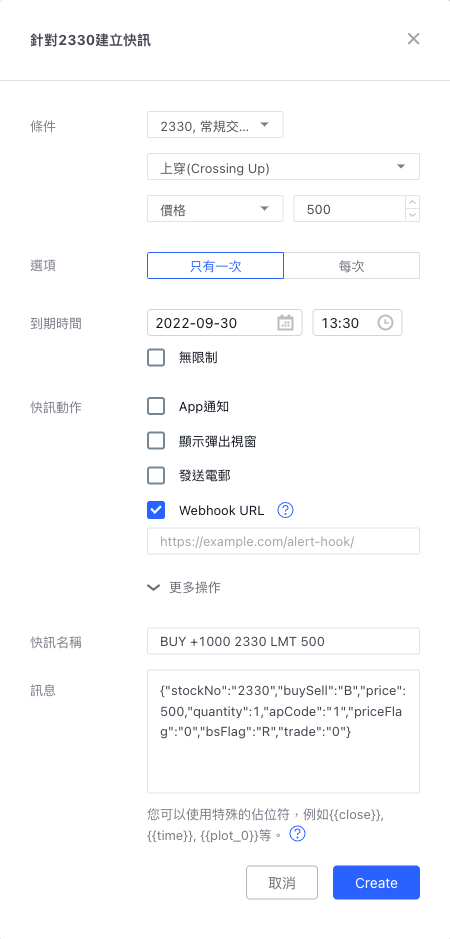 針對2330建立快訊
條件
2330, 常規交...
上穿(Crossing Up)
價格
500
選項
只有一次
每次
到期時間
2022-09-30
13:30
無限制
快訊動作
App通知
顯示彈出視窗
發送電郵
Webhook URL
https://example.com/alert-hook/
更多操作
快訊名稱
BUY +1000 2330 LMT 500
訊息
{"stockNo":"2330","buySell":"B","price":
500,"quantity":1,"apCode":"1","priceFla
g":"0","bsFlag":"R","trade":"0"}
您可以使用特殊的佔位符，例如{{close}},
{{time}}, {{plot_0}}等。
取消
Create